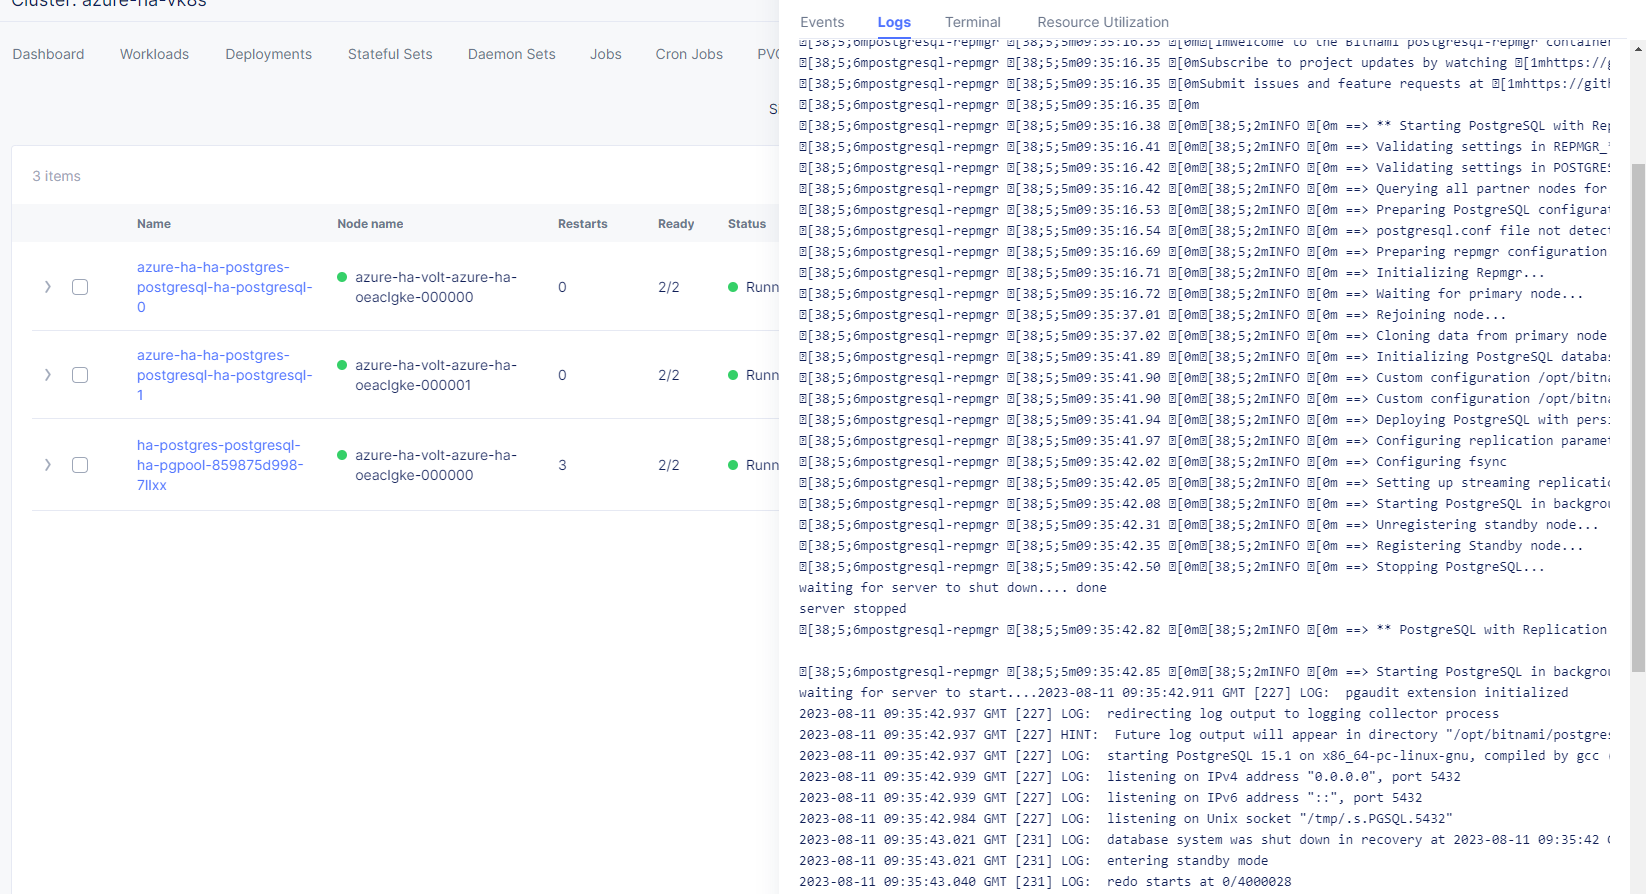 Cluster: azure-ha-vk8s
Dashboard Workloads Deployments Stateful Sets Daemon Sets Jobs Cron Jobs
3 items
Name Node name Restarts Ready Status
azure-ha-ha-postgres-
postgresql-ha-postgresql-
0
azure-ha-volt-azure-ha-
oeaclgke-000000
0 2/2 Runn
azure-ha-ha-postgres-
postgresql-ha-postgresql-
1
azure-ha-volt-azure-ha-
oeaclgke-000001
0 2/2 Runn
ha-postgres-postgresql-
ha-pgpool-859875d998-
azure-ha-volt-azure-ha-
oeaclgke-000000
3 2/2 Runn
Events Logs Terminal Resource Utilization
[38;5;6mpostgresql-repmgr [38;5;5m09:35:16.35 [0m[1mWelcome to the Bitnami postgresql-repmgr container
[38;5;6mpostgresql-repmgr [38;5;5m09:35:16.35 [0mSubscribe to project updates by watching [1mhttps://g
[38;5;6mpostgresql-repmgr [38;5;5m09:35:16.35 [0mSubmit issues and feature requests at [1mhttps://gith
[38;5;6mpostgresql-repmgr [38;5;5m09:35:16.35 [0m
[38;5;6mpostgresql-repmgr [38;5;5m09:35:16.38 [0m[38;5;2mINFO [0m ==> ** Starting PostgreSQL with Rep
[38;5;6mpostgresql-repmgr [38;5;5m09:35:16.41 [0m[38;5;2mINFO [0m ==> Validating settings in REPMGR_*
[38;5;6mpostgresql-repmgr [38;5;5m09:35:16.42 [0m[38;5;2mINFO [0m ==> Validating settings in POSTGRES
[38;5;6mpostgresql-repmgr [38;5;5m09:35:16.42 [0m[38;5;2mINFO [0m ==> Querying all partner nodes for
[38;5;6mpostgresql-repmgr [38;5;5m09:35:16.53 [0m[38;5;2mINFO [0m ==> Preparing PostgreSQL configurat
[38;5;6mpostgresql-repmgr [38;5;5m09:35:16.54 [0m[38;5;2mINFO [0m ==> postgresql.conf file not detect
[38;5;6mpostgresql-repmgr [38;5;5m09:35:16.69 [0m[38;5;2mINFO [0m ==> Preparing repmgr configuration
[38;5;6mpostgresql-repmgr [38;5;5m09:35:16.71 [0m[38;5;2mINFO [0m ==> Initializing Repmgr...
[38;5;6mpostgresql-repmgr [38;5;5m09:35:16.72 [0m[38;5;2mINFO [0m ==> Waiting for primary node...
[38;5;6mpostgresql-repmgr [38;5;5m09:35:37.01 [0m[38;5;2mINFO [0m ==> Rejoining node...
[38;5;6mpostgresql-repmgr [38;5;5m09:35:37.02 [0m[38;5;2mINFO [0m ==> Cloning data from primary node
[38;5;6mpostgresql-repmgr [38;5;5m09:35:41.89 [0m[38;5;2mINFO [0m ==> Initializing PostgreSQL databas
[38;5;6mpostgresql-repmgr [38;5;5m09:35:41.90 [0m[38;5;2mINFO [0m ==> Custom configuration /opt/bitna
[38;5;6mpostgresql-repmgr [38;5;5m09:35:41.90 [0m[38;5;2mINFO [0m ==> Custom configuration /opt/bitna
[38;5;6mpostgresql-repmgr [38;5;5m09:35:41.94 [0m[38;5;2mINFO [0m ==> Deploying PostgreSQL with persi
[38;5;6mpostgresql-repmgr [38;5;5m09:35:41.97 [0m[38;5;2mINFO [0m ==> Configuring replication paramet
[38;5;6mpostgresql-repmgr [38;5;5m09:35:42.02 [0m[38;5;2mINFO [0m ==> Configuring fsync
[38;5;6mpostgresql-repmgr [38;5;5m09:35:42.05 [0m[38;5;2mINFO [0m ==> Setting up streaming replicatio
[38;5;6mpostgresql-repmgr [38;5;5m09:35:42.08 [0m[38;5;2mINFO [0m ==> Starting PostgreSQL in backgrou
[38;5;6mpostgresql-repmgr [38;5;5m09:35:42.31 [0m[38;5;2mINFO [0m ==> Unregistering standby node...
[38;5;6mpostgresql-repmgr [38;5;5m09:35:42.35 [0m[38;5;2mINFO [0m ==> Registering Standby node...
[38;5;6mpostgresql-repmgr [38;5;5m09:35:42.50 [0m[38;5;2mINFO [0m ==> Stopping PostgreSQL...
waiting for server to shut down.... done
server stopped
[38;5;6mpostgresql-repmgr [38;5;5m09:35:42.82 [0m[38;5;2mINFO [0m ==> ** PostgreSQL with Replication
[38;5;6mpostgresql-repmgr [38;5;5m09:35:42.85 [0m[38;5;2mINFO [0m ==> Starting PostgreSQL in backgrou
waiting for server to start....2023-08-11 09:35:42.911 GMT [227] LOG:  pgaudit extension initialized
2023-08-11 09:35:42.937 GMT [227] LOG:  redirecting log output to logging collector process
2023-08-11 09:35:42.937 GMT [227] HINT:  Future log output will appear in directory "/opt/bitnami/postgres
2023-08-11 09:35:42.937 GMT [227] LOG:  starting PostgreSQL 15.1 on x86_64-pc-linux-gnu, compiled by gcc
2023-08-11 09:35:42.939 GMT [227] LOG:  listening on IPv4 address "0.0.0.0", port 5432
2023-08-11 09:35:42.939 GMT [227] LOG:  listening on IPv6 address "::", port 5432
2023-08-11 09:35:42.984 GMT [227] LOG:  listening on Unix socket "/tmp/.s.PGSQL.5432"
2023-08-11 09:35:43.021 GMT [231] LOG:  database system was shut down in recovery at 2023-08-11 09:35:42 G
2023-08-11 09:35:43.021 GMT [231] LOG:  entering standby mode
2023-08-11 09:35:43.040 GMT [231] LOG:  redo starts at 0/4000028